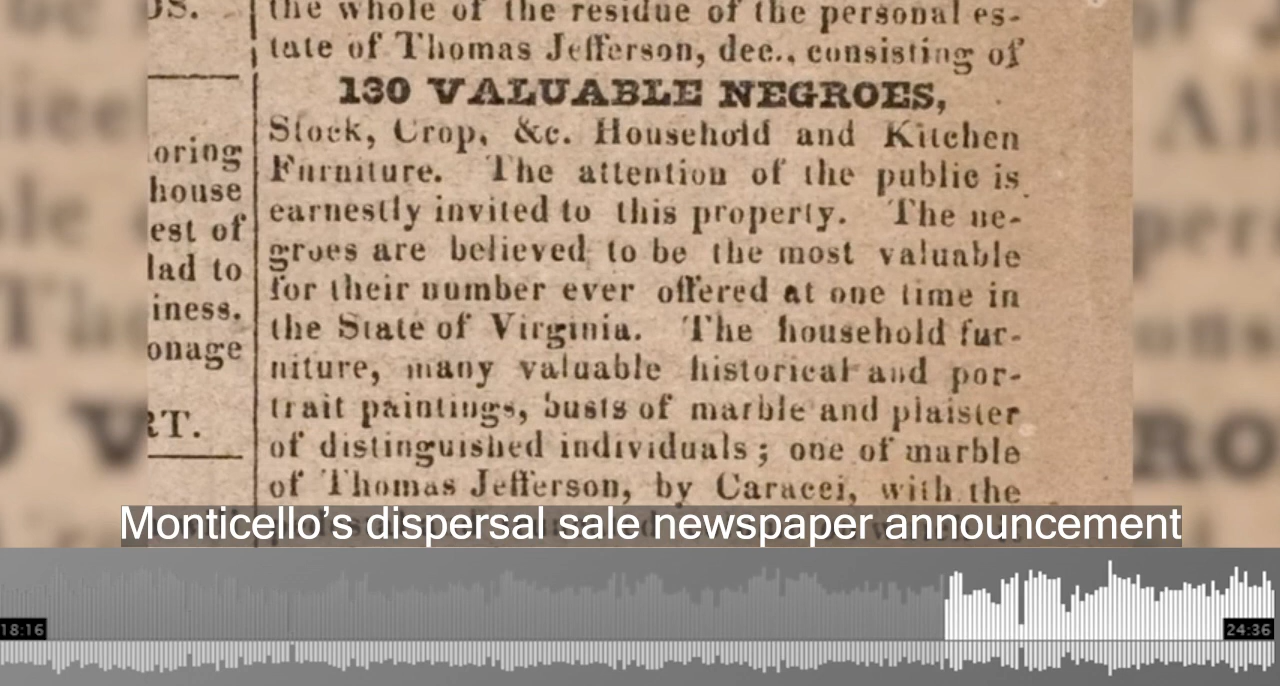 JS.
oring
house
est of
lad to
iness.
onage
RT.
the whole of the residue of the personal es-
tate of Thomas Jefferson, dec., consisting of
130 VALUABLE NEGROES,
Stock, Crop, &c. Household and Kitchen
Furniture. The attention of the public is
earnestly invited to this property. The ne-
groes are believed to be the most valuable
for their number ever offered at one time in
the State of Virginia. The household fur-
niture, many valuable historical and por-
trait paintings, busts of marble and plaister
of distinguished individuals; one of marble
of Thomas Jefferson, by Caracci, with the
Monticello’s dispersal sale newspaper announcement
18:16
24:36